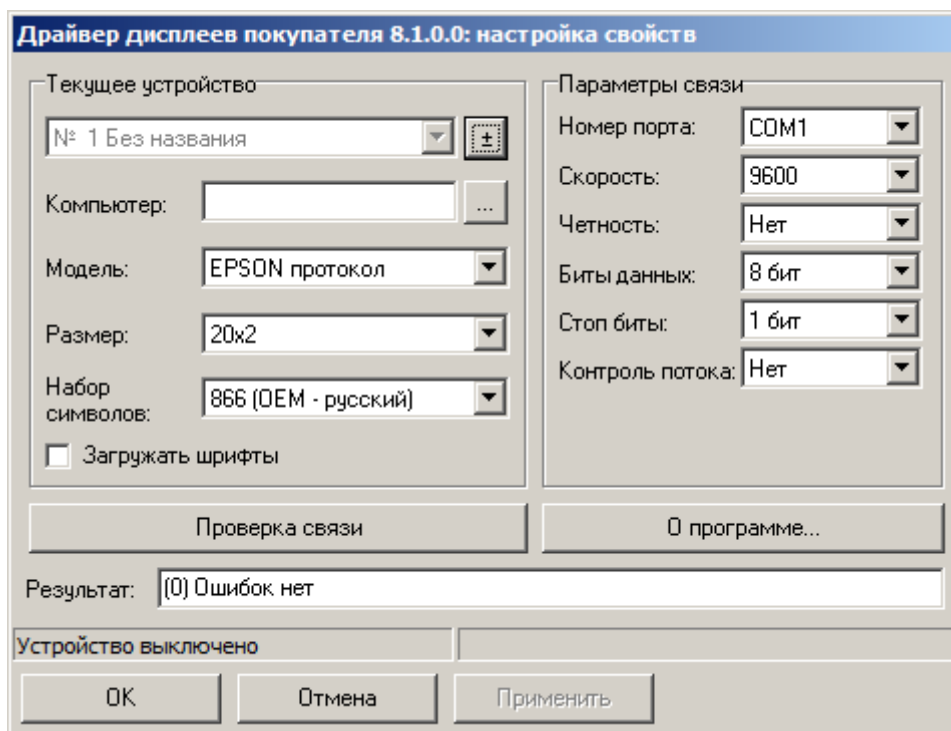 Драйвер дисплеев покупателя 8.1.0.0: настройка свойств
Текущее устройство
№ 1 Без названия
±
Компьютер:
...
Модель:
EPSON протокол
Размер:
20x2
Набор
символов:
866 (OEM - русский)
Загружать шрифты
Параметры связи
Номер порта:
COM1
Скорость:
9600
Четность:
Нет
Биты данных:
8 бит
Стоп биты:
1 бит
Контроль потока:
Нет
Проверка связи
О программе...
Результат:
(0) Ошибок нет
Устройство выключено
ОК
Отмена
Применить